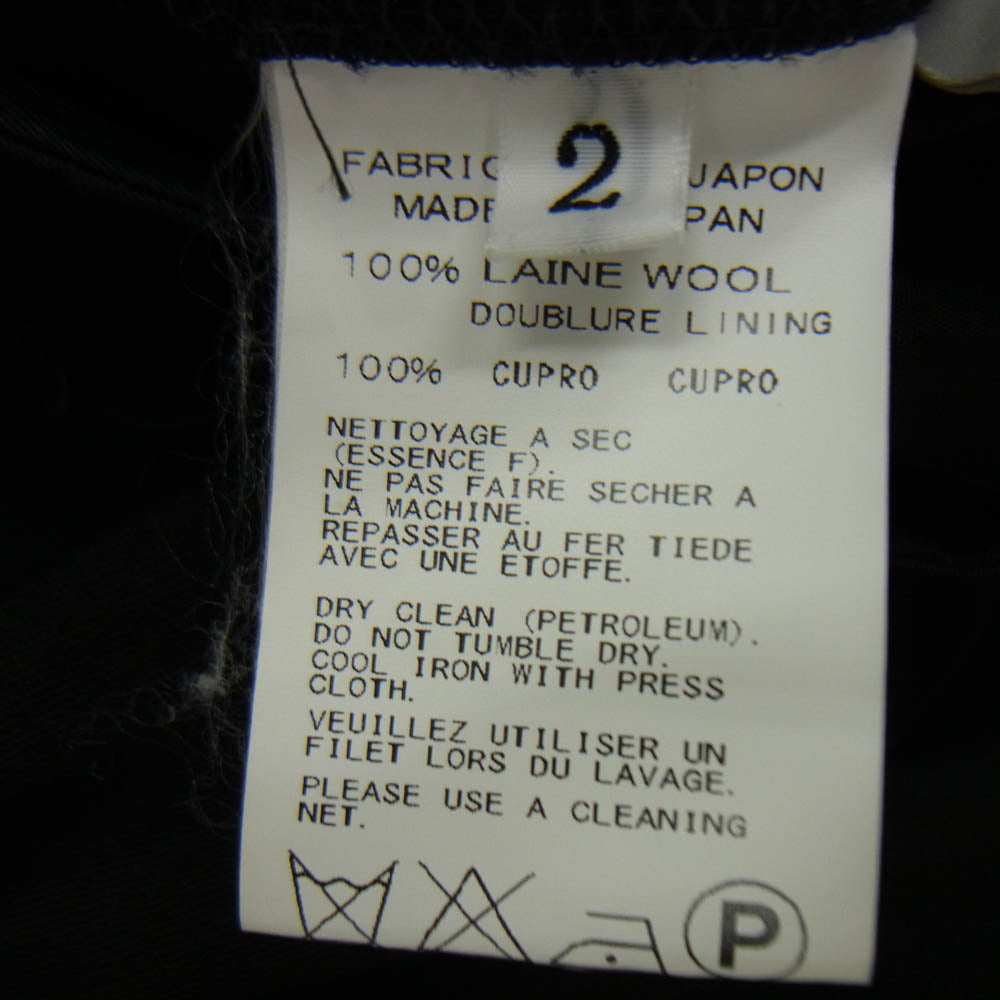 2
FABRIC JAPON
MADE PAN
100% LAINE WOOL
DOUBLURE LINING
100% CUPRO CUPRO
NETTOYAGE A SEC
(ESSENCE F).
NE PAS FAIRE SECHER A
LA MACHINE.
REPASSER AU FER TIEDE
AVEC UNE ETOFFE.
DRY CLEAN (PETROLEUM).
DO NOT TUMBLE DRY.
COOL IRON WITH PRESS
CLOTH.
VEUILLEZ UTILISER UN
FILET LORS DU LAVAGE.
PLEASE USE A CLEANING
NET.
P